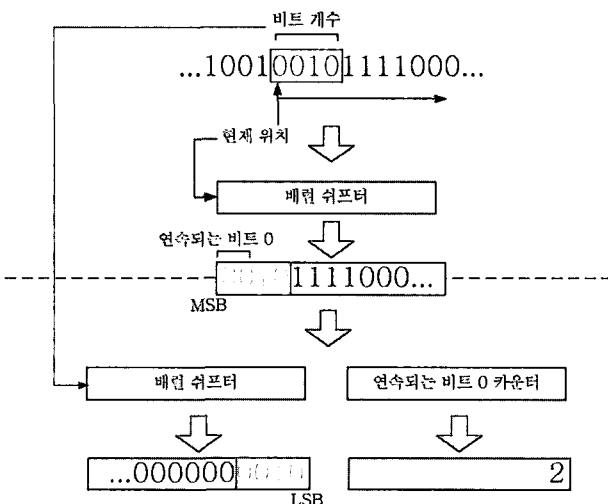 비트 개수
...100100101111000...
현재 위치
배럴 쉬프터
연속되는 비트 0
00101111000...
MSB
배럴 쉬프터
연속되는 비트 0 카운터
...0000000010
2
LSB